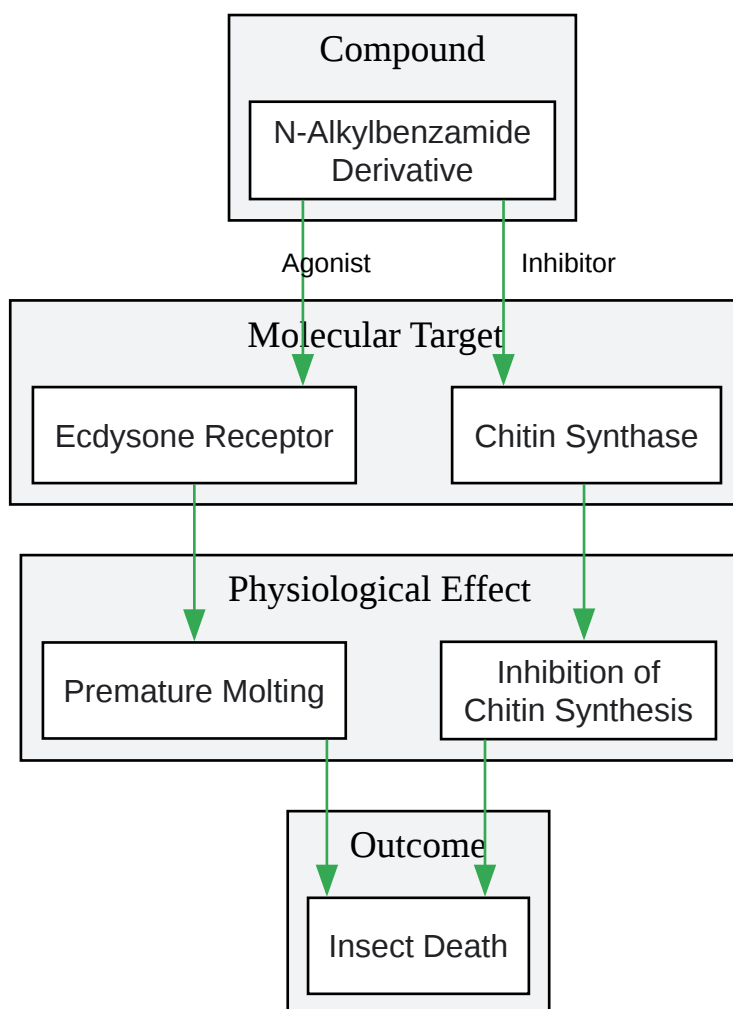 Compound
N-Alkylbenzamide
Derivative
Agonist
Inhibitor
Molecular Target
Ecdysone Receptor
Chitin Synthase
Physiological Effect
Premature Molting
Inhibition of
Chitin Synthesis
Outcome
Insect Death